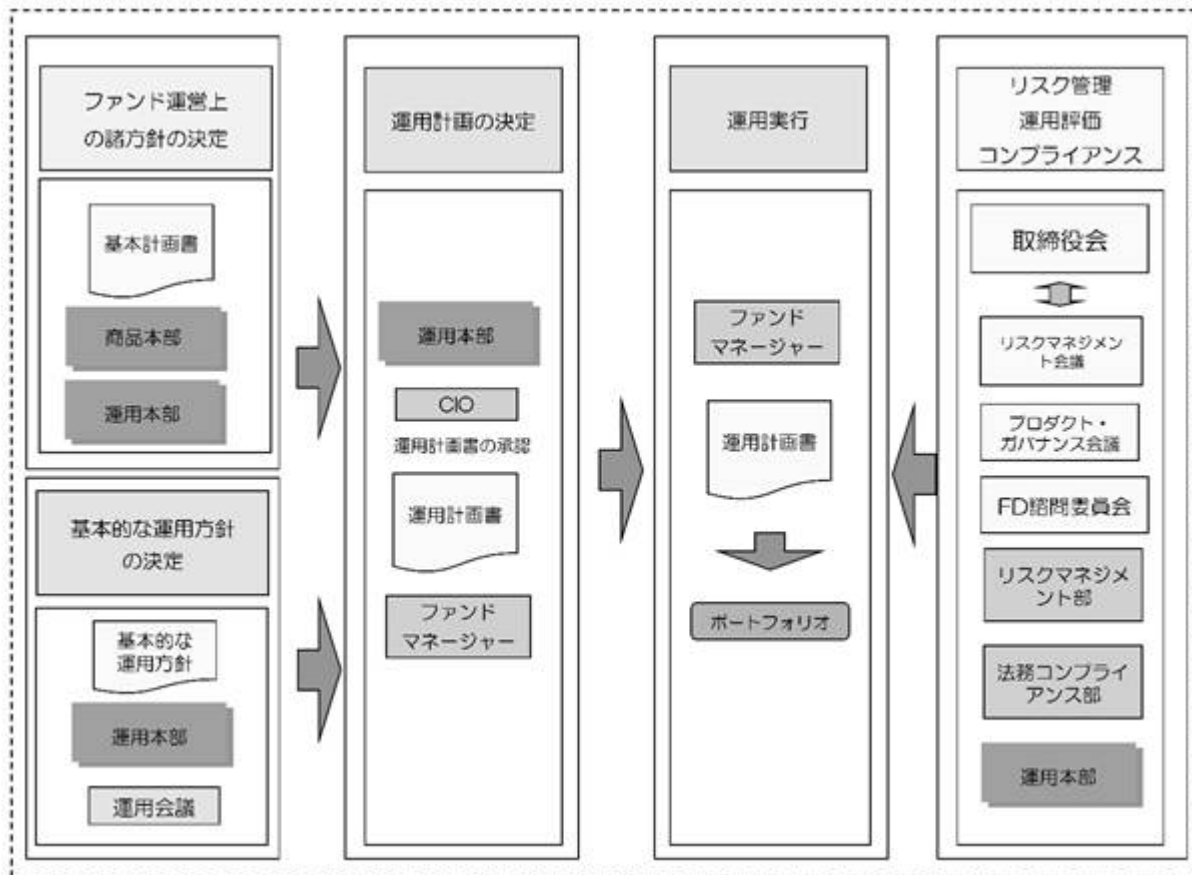 ファンド運営上
の諸方針の決定
基本計画書
商品本部
運用本部
基本的な運用方針
の決定
基本的な
運用方針
運用本部
運用会議
運用計画の決定
運用本部
CIO
運用計画書の承認
運用計画書
ファンド
マネージャー
運用実行
ファンド
マネージャー
運用計画書
ポートフォリオ
リスク管理
運用評価
コンプライアンス
取締役会
リスクマネジメン
ト会議
プロダクト・
ガバナンス会議
FD諮問委員会
リスクマネジメ
ント部
法務コンプライ
アンス部
運用本部